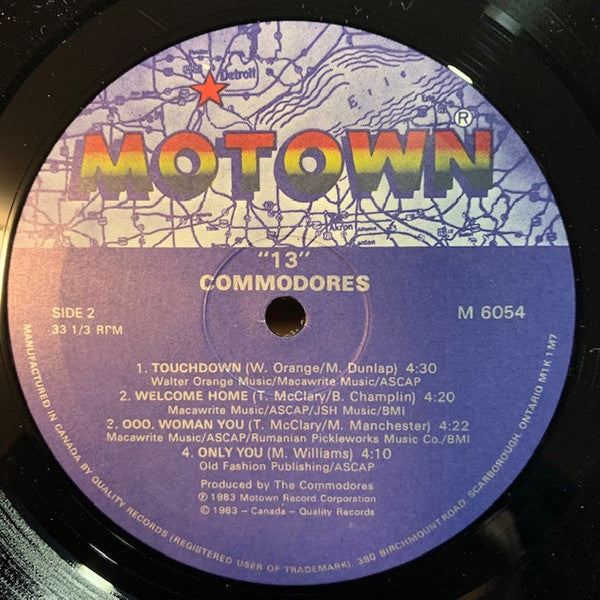 Detroit
Erie
MOTOWN®
Akron
Canton
"13"
COMMODORES
SIDE 2
33 1/3 RPM
M 6054
1. TOUCHDOWN (W. Orange/M. Dunlap) 4:30
Walter Orange Music/Macawrite Music/ASCAP
2. WELCOME HOME (T. McClary/B. Champlin) 4:20
Macawrite Music/ASCAP/JSH Music/BMI
3. OOO, WOMAN YOU (T. McClary/M. Manchester) 4:22
Macawrite Music/ASCAP/Rumanian Pickleworks Music Co./BMI
4. ONLY YOU (M. Williams) 4:10
Old Fashion Publishing/ASCAP
Produced by The Commodores
℗ 1983 Motown Record Corporation
© 1983 - Canada - Quality Records
MANUFACTURED IN CANADA BY QUALITY RECORDS (REGISTERED USER OF TRADEMARK), 380 BIRCHMOUNT ROAD, SCARBOROUGH, ONTARIO M1K 1M7